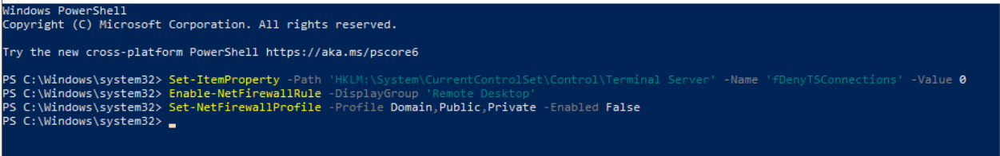 Windows PowerShell
Copyright (C) Microsoft Corporation. All rights reserved.
Try the new cross-platform PowerShell https://aka.ms/pscore6
PS C:\Windows\system32> Set-ItemProperty -Path 'HKLM:\System\CurrentControlSet\Control\Terminal Server' -Name 'fDenyTSConnections' -Value 0
PS C:\Windows\system32> Enable-NetFirewallRule -DisplayGroup 'Remote Desktop'
PS C:\Windows\system32> Set-NetFirewallProfile -Profile Domain,Public,Private -Enabled False
PS C:\Windows\system32>